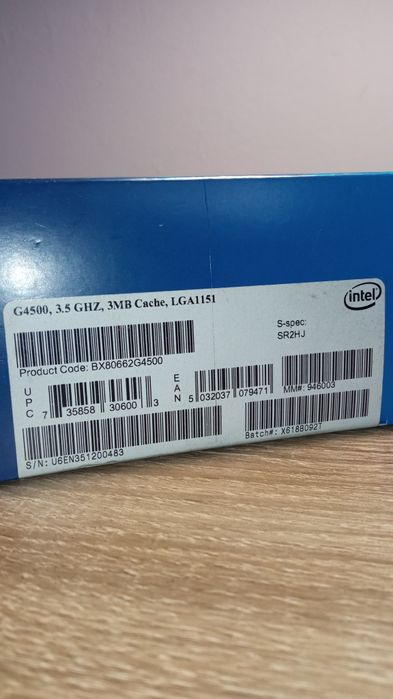 G4500, 3.5 GHZ, 3MB Cache, LGA1151
intel
S-spec:
SR2HJ
Product Code: BX80662G4500
UPC 7 35858 30600 3
EAN 5 032037 079471
MM#: 946003
S/N: U6EN351200483
Batch#: X6188092T